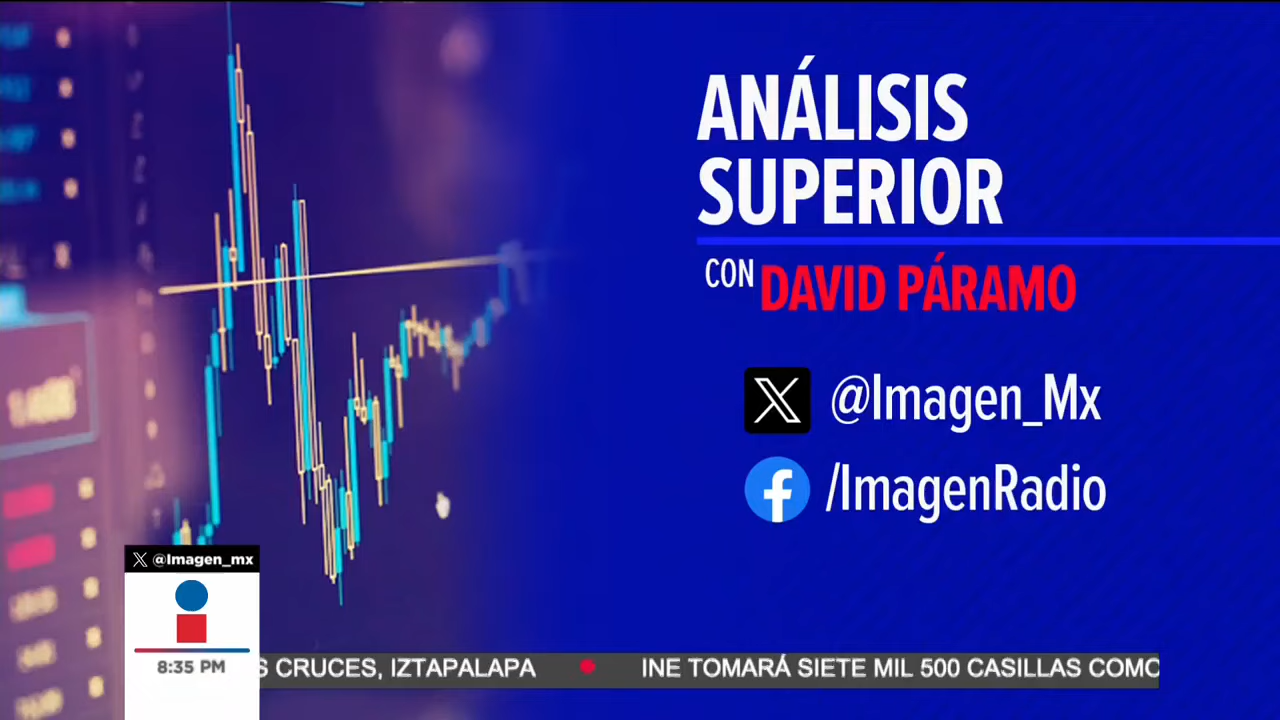 ANÁLISIS
SUPERIOR
CON DAVID PÁRAMO
@Imagen_Mx
/ImagenRadio
@Imagen_mx
8:35 PM
S CRUCES, IZTAPALAPA
INE TOMARÁ SIETE MIL 500 CASILLAS COMO